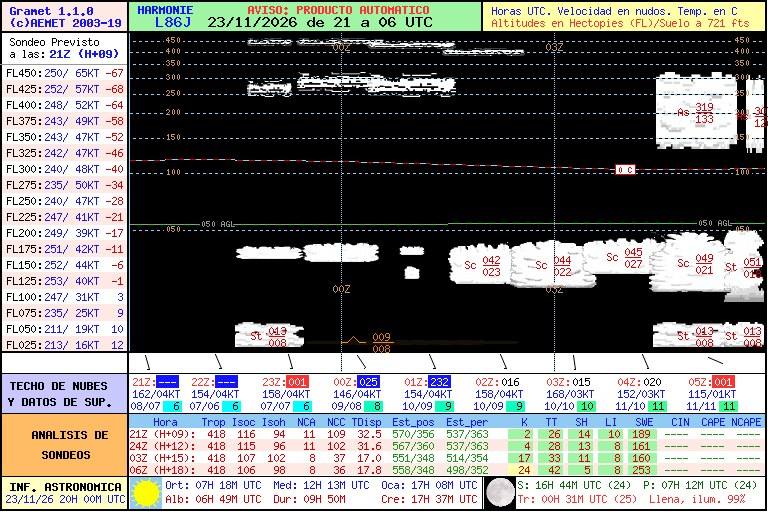 Gramet 1.1.0
(c)AEMET 2003-19
HARMONIE
L86J
AVISO: PRODUCTO AUTOMATICO
23/11/2026 de 21 a 06 UTC
Horas UTC. Velocidad en nudos. Temp. en C
Altitudes en Hectopies (FL)/Suelo a 721 fts
Sondeo Previsto
a las: 21Z (H+09)
FL450: 250/ 65KT -67
FL425: 252/ 57KT -68
FL400: 248/ 52KT -64
FL375: 243/ 49KT -58
FL350: 243/ 47KT -52
FL325: 242/ 47KT -46
FL300: 240/ 48KT -40
FL275: 235/ 50KT -34
FL250: 240/ 47KT -28
FL225: 247/ 41KT -21
FL200: 249/ 39KT -17
FL175: 251/ 42KT -11
FL150: 252/ 44KT -6
FL125: 253/ 40KT -1
FL100: 247/ 31KT 3
FL075: 235/ 25KT 9
FL050: 211/ 19KT 10
FL025: 213/ 16KT 12
00Z 03Z
450 450
400 400
350 350
300 300
250 250
200 200
150 150
100 100
050 050
As 319 133
0 C
050 AGL 050 AGL
Sc 042 023
Sc 044 022
Sc 045 027
Sc 049 021
St 051
00Z 03Z
St 013 008
009 008
St 013 008
St 013 008
TECHO DE NUBES
Y DATOS DE SUP.
21Z:--- 22Z:--- 23Z:001 00Z:025 01Z:232 02Z:016 03Z:015 04Z:020 05Z:001
162/04KT 154/04KT 158/04KT 154/04KT 154/04KT 158/04KT 168/03KT 152/03KT 115/01KT
08/07 6 07/06 6 07/07 6 09/08 8 10/09 9 10/09 9 10/10 10 11/10 9 11/11 9
ANALISIS DE
SONDEOS
Hora Trop Isoc Isoh NCA NCC TDisp Est_pos Est_per K TT SH LI SWE CIN CAPE NCAPE
21Z (H+09): 418 116 94 11 109 32.5 570/356 537/363 2 26 14 10 189 ---- ---- ----
24Z (H+12): 418 115 96 11 102 31.6 567/360 537/363 4 28 13 8 161 ---- ---- ----
03Z (H+15): 418 107 102 8 37 17.0 551/348 514/354 17 33 11 8 160 ---- ---- ----
06Z (H+18): 418 106 98 8 36 17.8 558/348 498/352 24 42 5 8 253 ---- ---- ----
INF. ASTRONOMICA
23/11/26 20H 00M UTC
Ort: 07H 18M UTC Med: 12H 13M UTC Oca: 17H 08M UTC
Alb: 06H 49M UTC Dur: 09H 50M Cre: 17H 37M UTC
S: 16H 44M UTC (24) P: 07H 12M UTC (24)
Tr: 00H 31M UTC (25) Llena, ilum. 99%